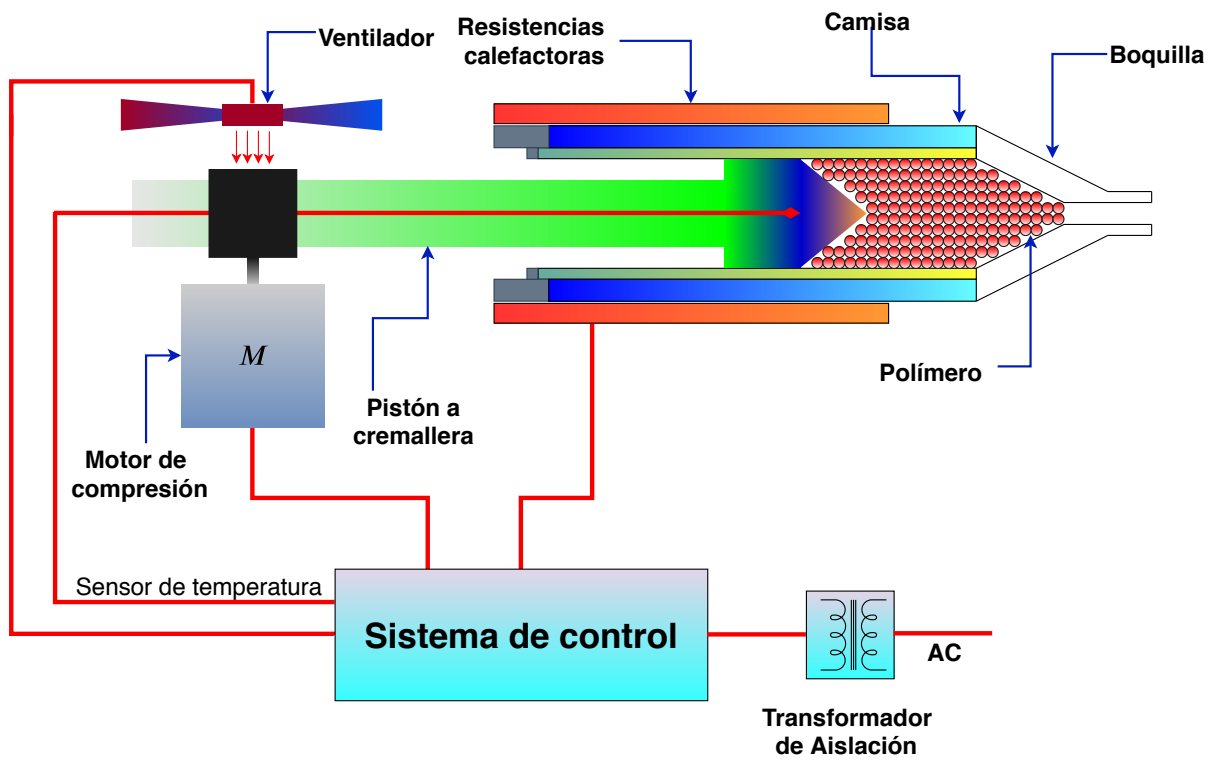 Ventilador
Resistencias
calefactoras
Camisa
Boquilla
M
Pistón a
cremallera
Polímero
Motor de
compresión
Sensor de temperatura
Sistema de control
AC
Transformador
de Aislación